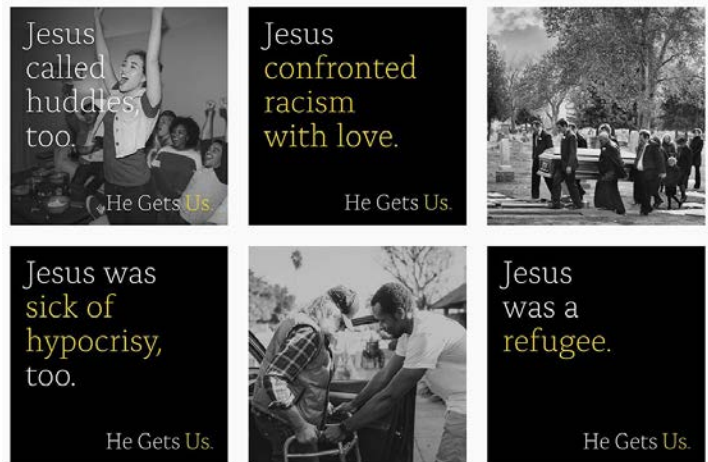 Jesus
called
huddles,
too.
He Gets Us.
Jesus
confronted
racism
with love.
He Gets Us.
Jesus was
sick of
hypocrisy,
too.
He Gets Us.
Jesus
was a
refugee.
He Gets Us.